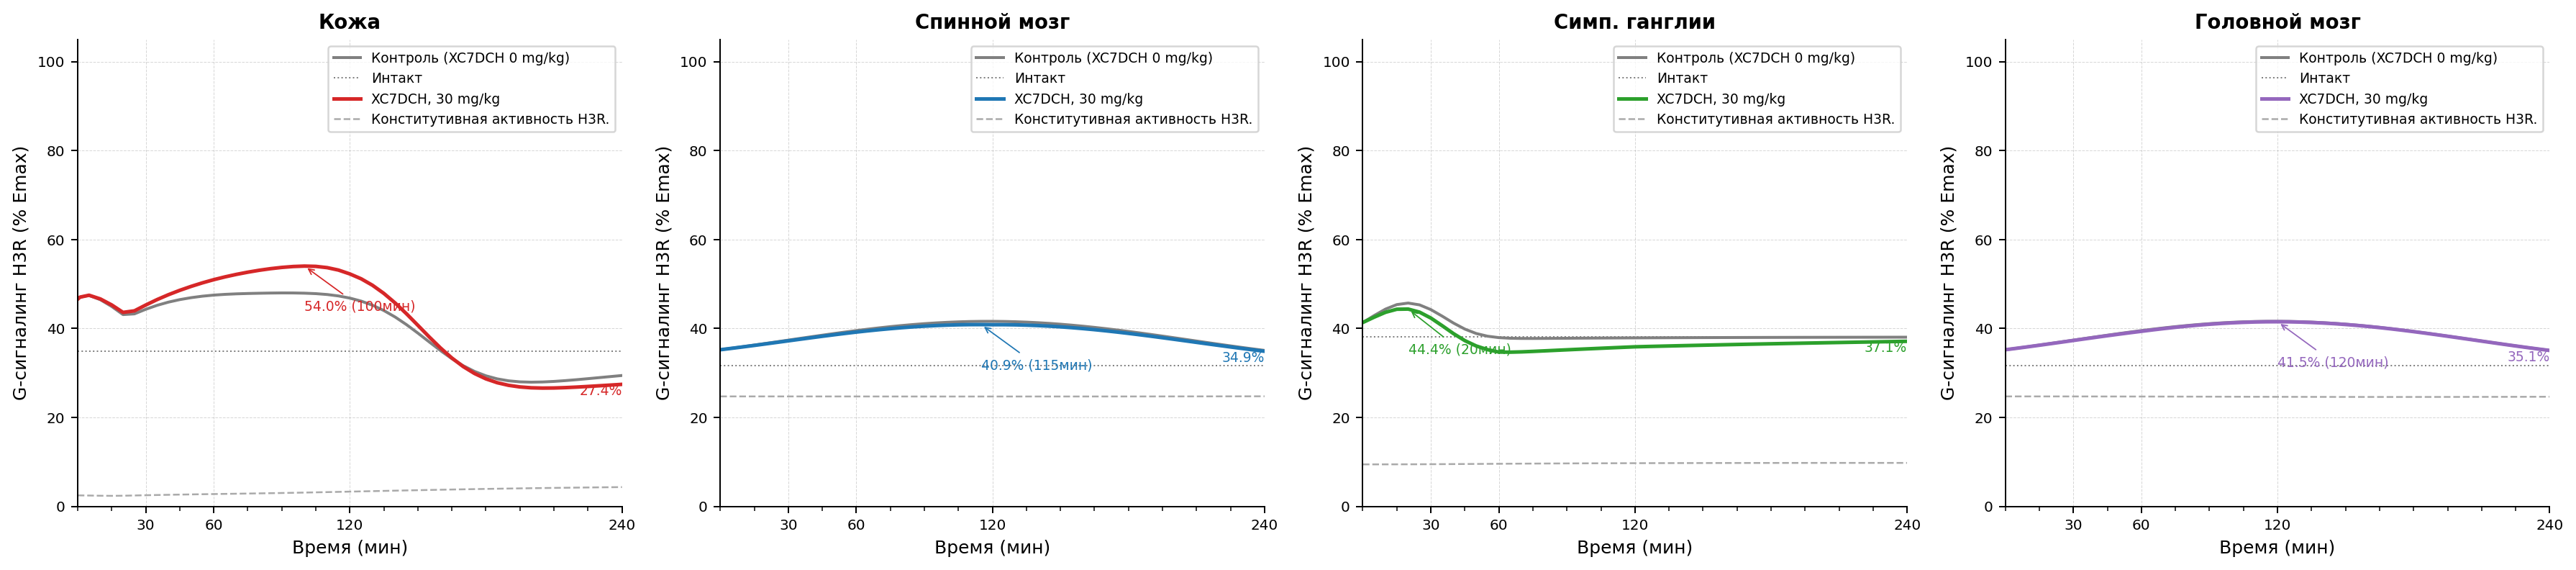 Кожа
G-сигналинг H3R (% Emax)
100
80
60
40
20
0
Контроль (XC7DCH 0 mg/kg)
Интакт
XC7DCH, 30 mg/kg
Конститутивная активность H3R.
54.0% (100мин)
27.4%
30
60
120
240
Время (мин)
Спинной мозг
G-сигналинг H3R (% Emax)
100
80
60
40
20
0
Контроль (XC7DCH 0 mg/kg)
Интакт
XC7DCH, 30 mg/kg
Конститутивная активность H3R.
40.9% (115мин)
34.9%
30
60
120
240
Время (мин)
Симп. ганглии
G-сигналинг H3R (% Emax)
100
80
60
40
20
0
Контроль (XC7DCH 0 mg/kg)
Интакт
XC7DCH, 30 mg/kg
Конститутивная активность H3R.
44.4% (20мин)
37.1%
30
60
120
240
Время (мин)
Головной мозг
G-сигналинг H3R (% Emax)
100
80
60
40
20
0
Контроль (XC7DCH 0 mg/kg)
Интакт
XC7DCH, 30 mg/kg
Конститутивная активность H3R.
41.5% (120мин)
35.1%
30
60
120
240
Время (мин)